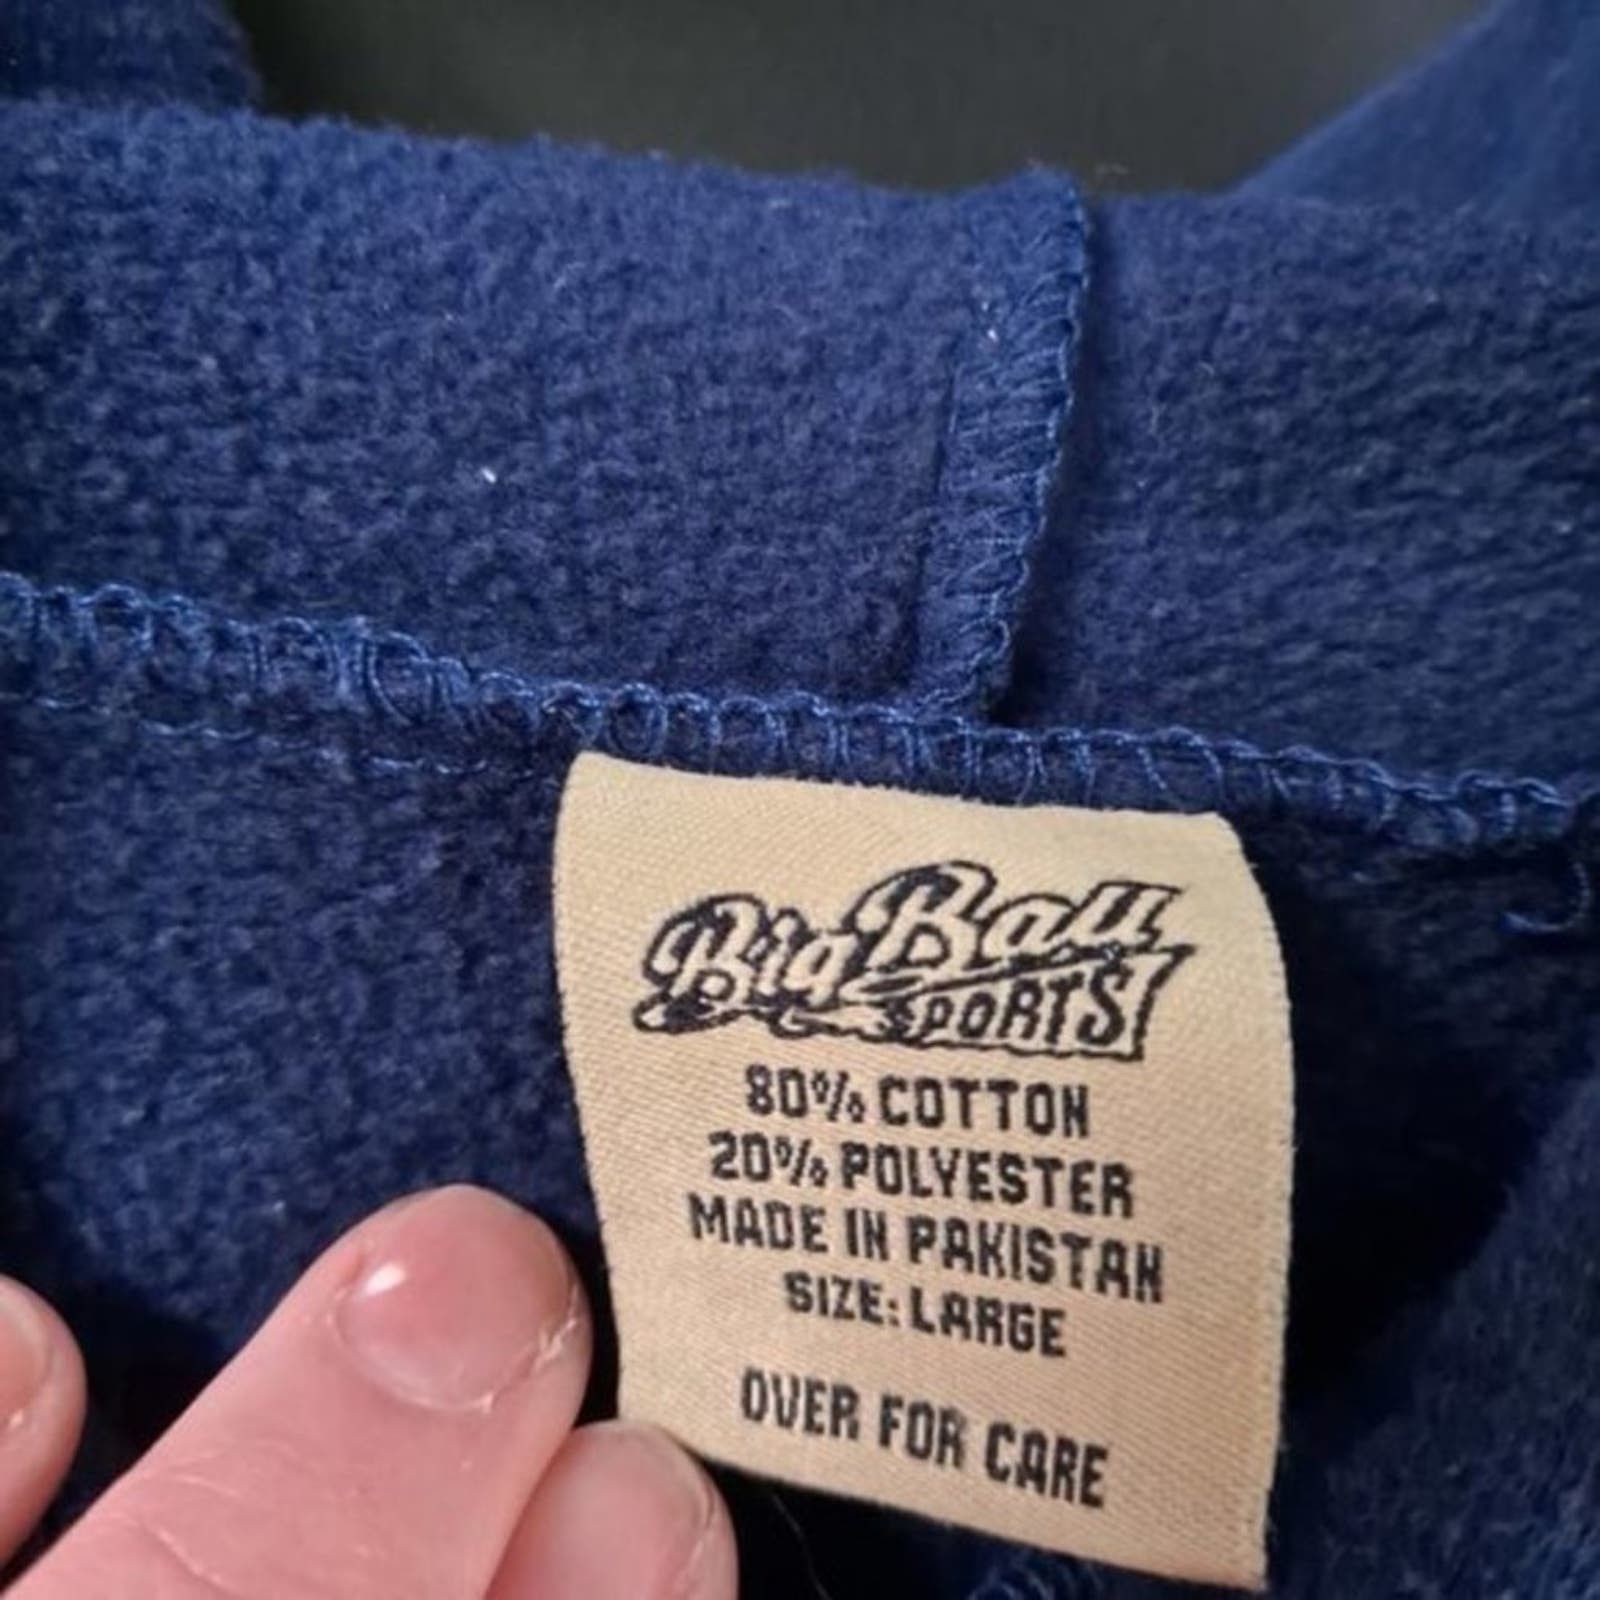 Big Ball
SPORTS
80% COTTON
20% POLYESTER
MADE IN PAKISTAN
SIZE: LARGE
OVER FOR CARE